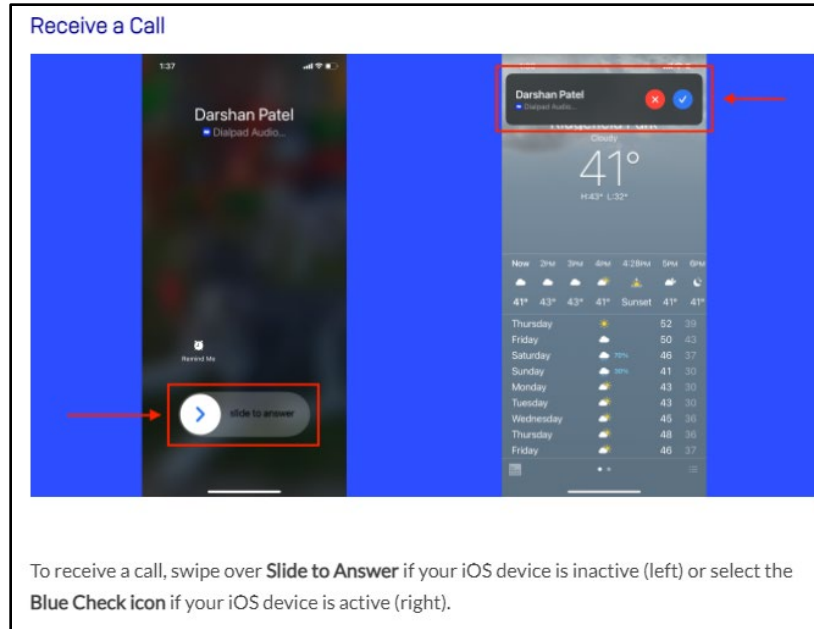 Receive a Call
1:37
Darshan Patel
Dialpad Audio...
Remind Me
slide to answer
Darshan Patel
Dialpad Audio...
Cloudy
41°
H:43° L:32°
Now 2PM 3PM 4PM 4:28PM 5PM 6PM
41° 43° 43° 41° Sunset 41° 41°
Thursday 52 39
Friday 50 43
Saturday 46 37
Sunday 41 30
Monday 43 30
Tuesday 43 30
Wednesday 45 36
Thursday 48 36
Friday 46 37
To receive a call, swipe over Slide to Answer if your iOS device is inactive (left) or select the
Blue Check icon if your iOS device is active (right).